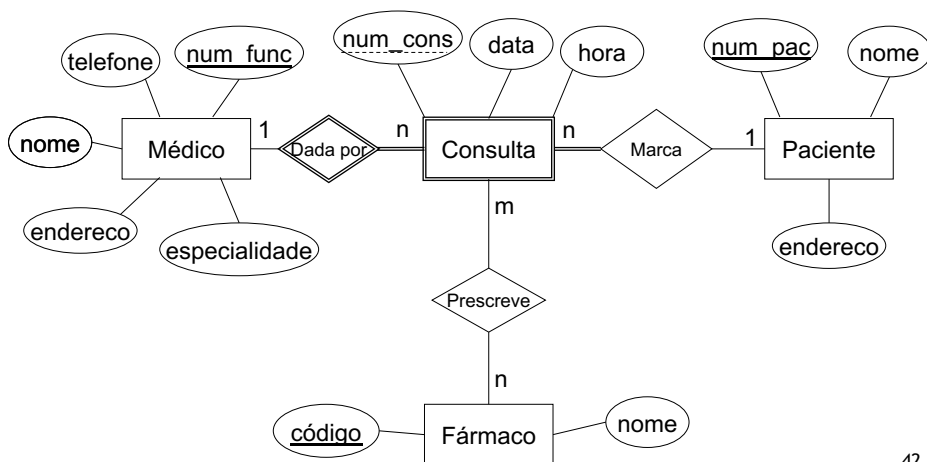 num_cons
data
hora
num_pac
nome
telefone
num_func
nome
Médico
1
Dada por
n
Consulta
n
Marca
1
Paciente
endereco
especialidade
m
endereco
Prescreve
n
código
Fármaco
nome
42